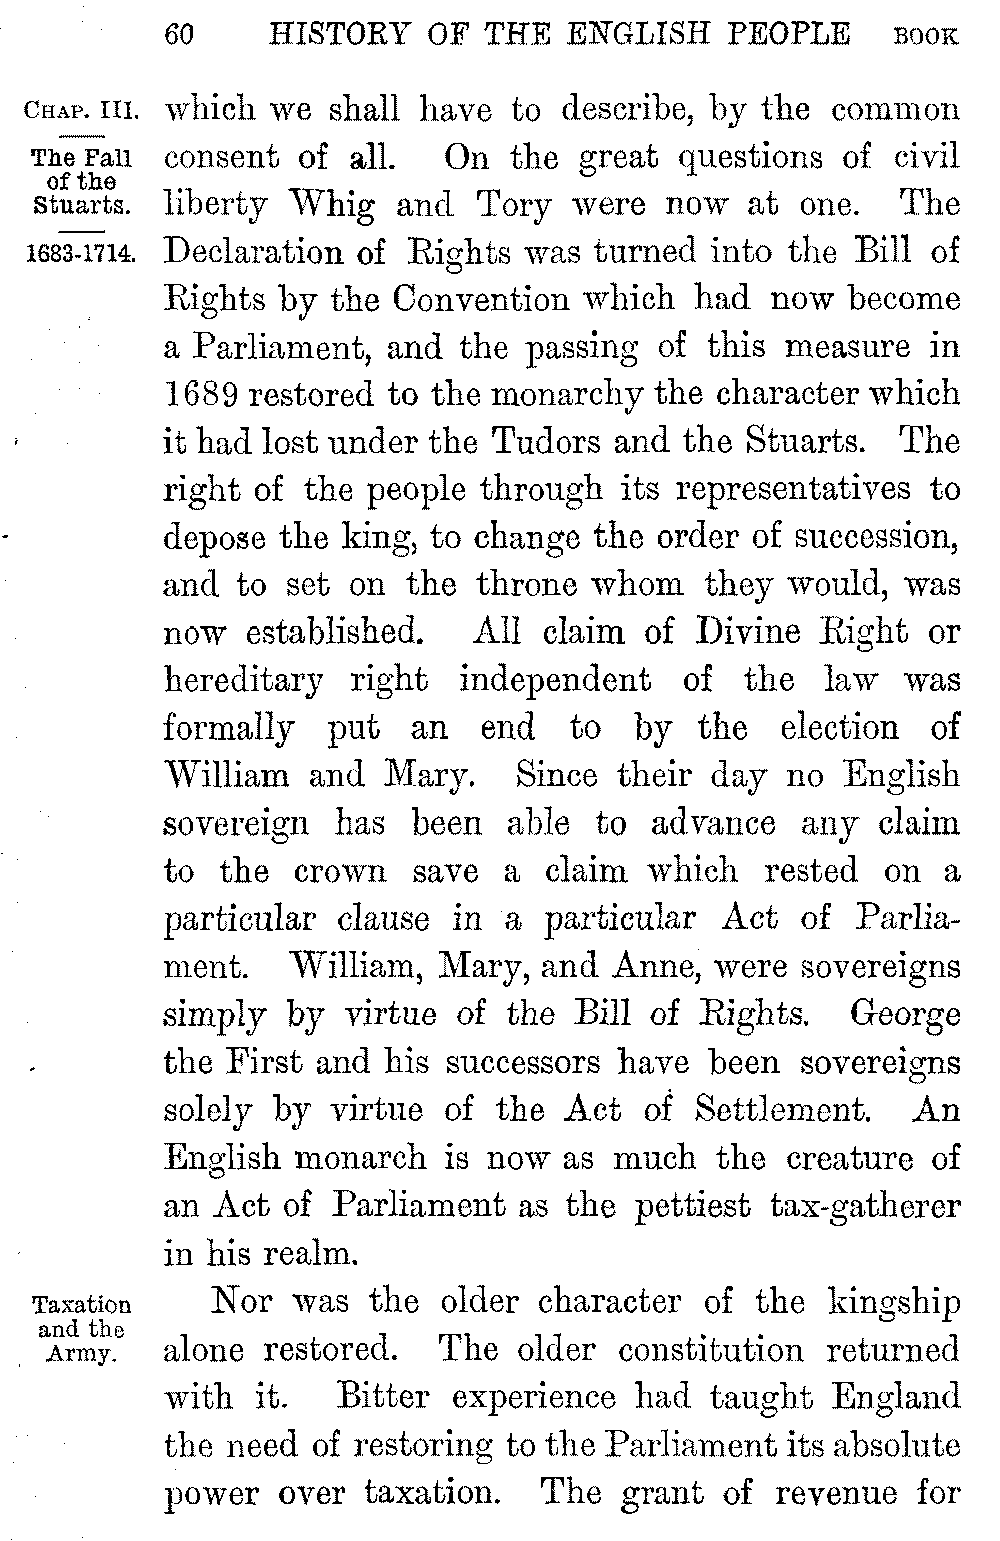 60 HISTORY OF THE ENGLISH PEOPLE BOOK
CHAP. III.
The Fall
of the
Stuarts.
1683-1714.
which we shall have to describe, by the common
consent of all. On the great questions of civil
liberty Whig and Tory were now at one. The
Declaration of Rights was turned into the Bill of
Rights by the Convention which had now become
a Parliament, and the passing of this measure in
1689 restored to the monarchy the character which
it had lost under the Tudors and the Stuarts. The
right of the people through its representatives to
depose the king, to change the order of succession,
and to set on the throne whom they would, was
now established. All claim of Divine Right or
hereditary right independent of the law was
formally put an end to by the election of
William and Mary. Since their day no English
sovereign has been able to advance any claim
to the crown save a claim which rested on a
particular clause in a particular Act of Parlia-
ment. William, Mary, and Anne, were sovereigns
simply by virtue of the Bill of Rights. George
the First and his successors have been sovereigns
solely by virtue of the Act of Settlement. An
English monarch is now as much the creature of
an Act of Parliament as the pettiest tax-gatherer
in his realm.
Taxation
and the
Army.
Nor was the older character of the kingship
alone restored. The older constitution returned
with it. Bitter experience had taught England
the need of restoring to the Parliament its absolute
power over taxation. The grant of revenue for